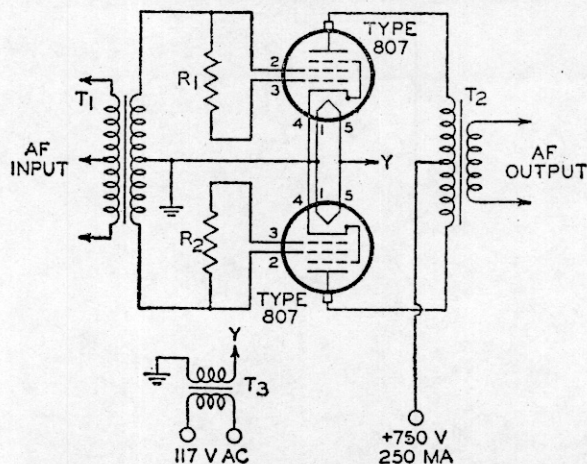 TYPE
807
2
3
4
1
5
R1
T1
T2
AF
INPUT
Y
AF
OUTPUT
4
1
5
3
2
R2
TYPE
807
Y
T3
117 V AC
+750 V
250 MA